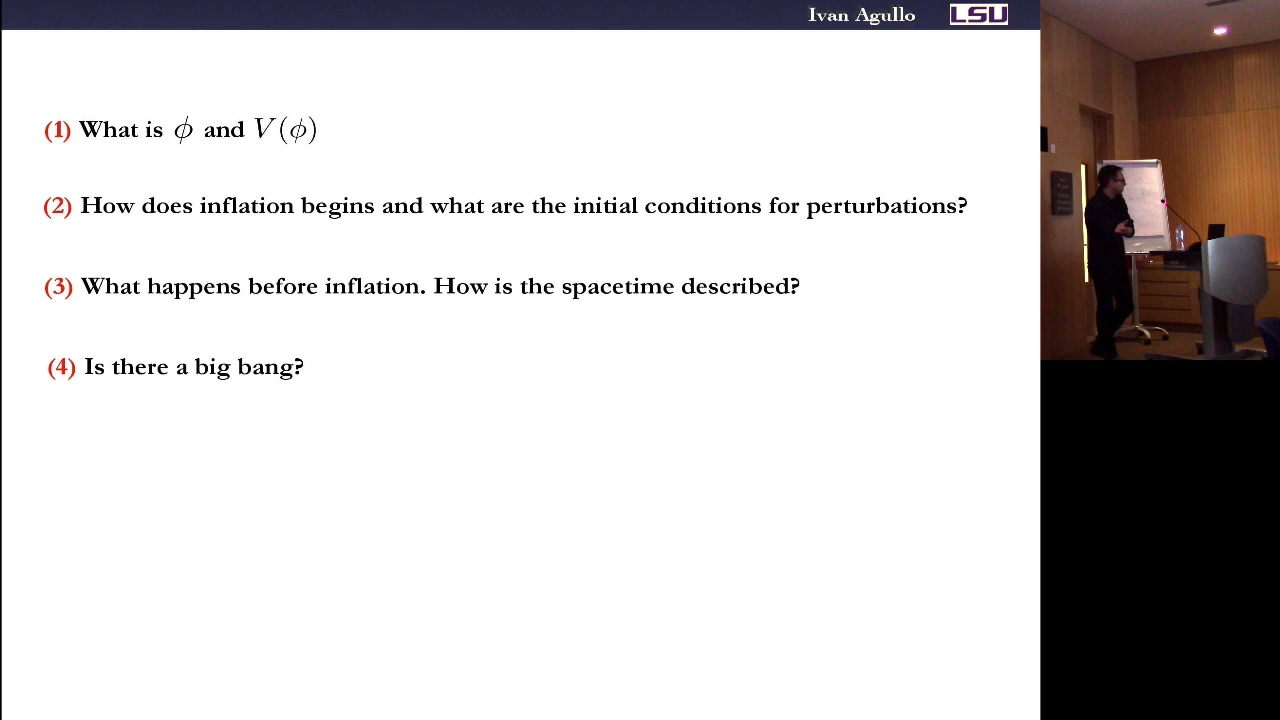 Ivan Agullo LSU
(1) What is ϕ and V(ϕ)
(2) How does inflation begins and what are the initial conditions for perturbations?
(3) What happens before inflation. How is the spacetime described?
(4) Is there a big bang?